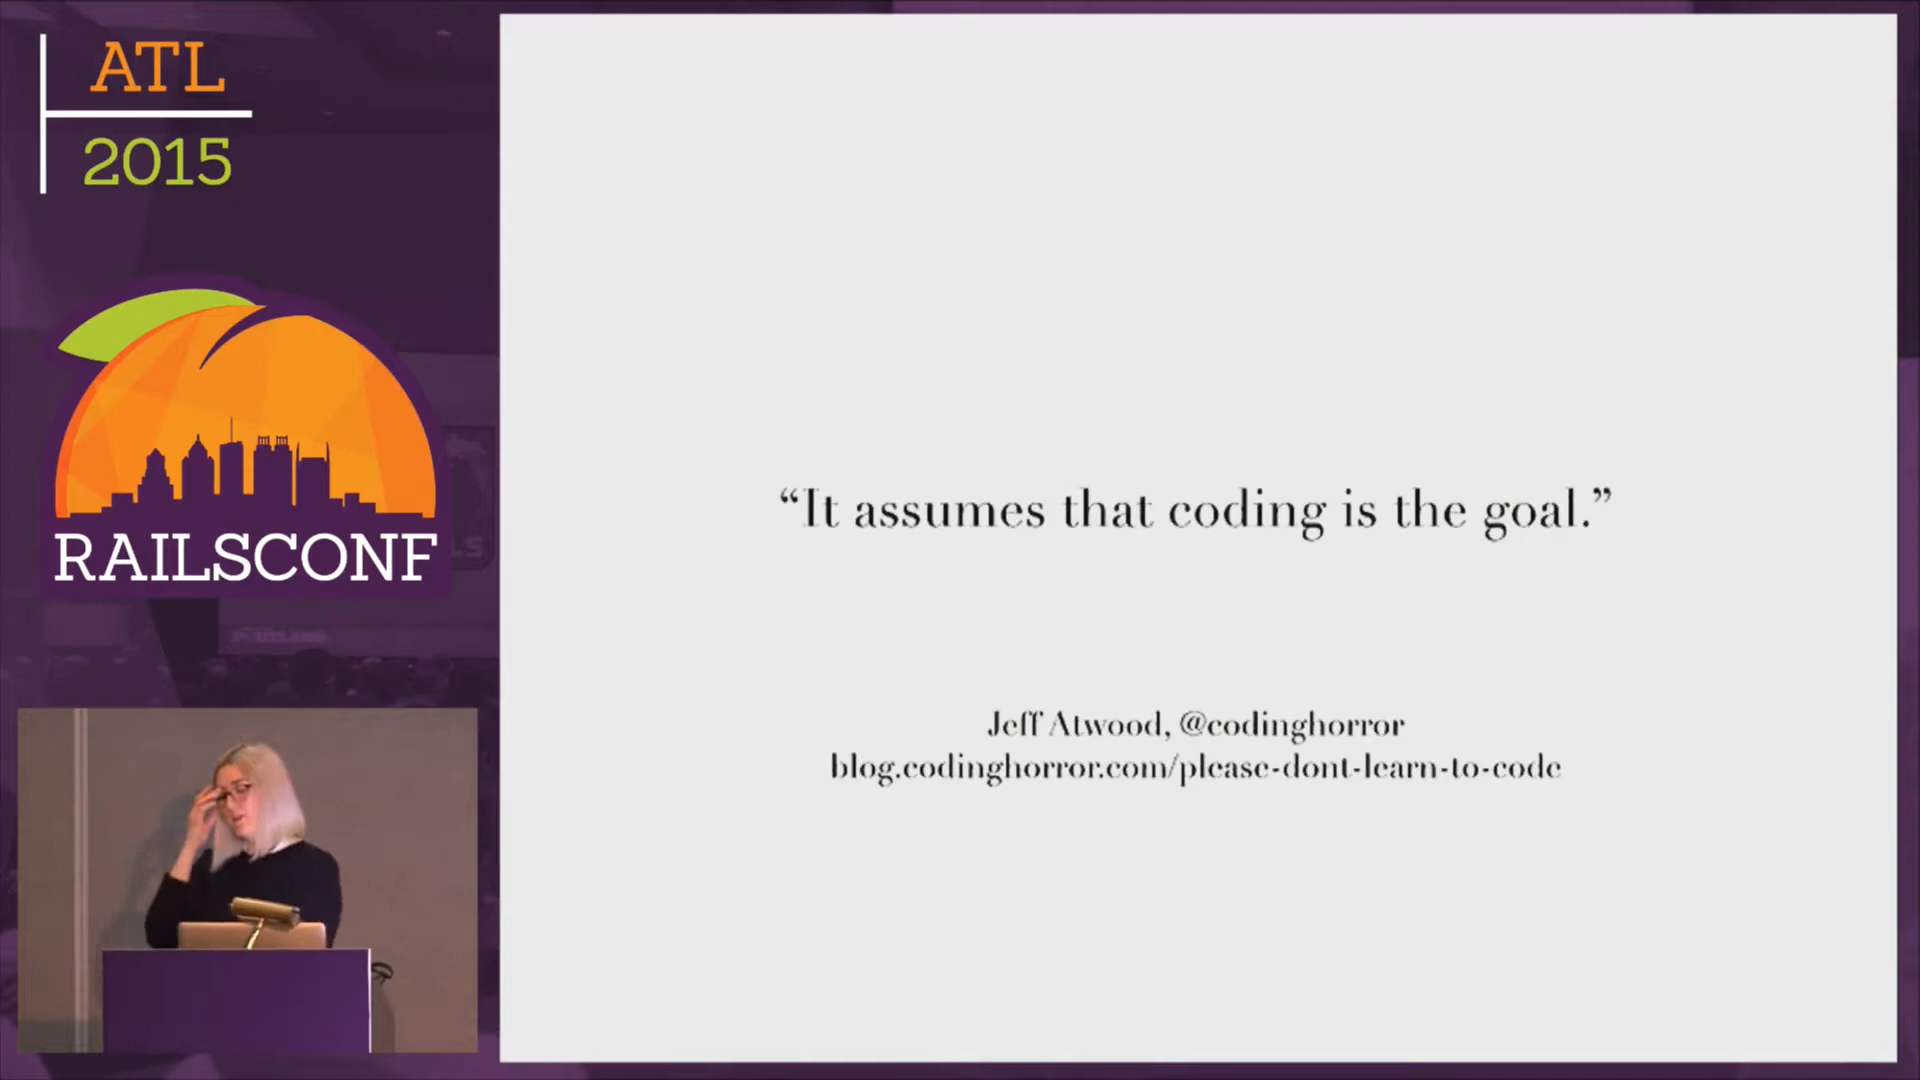 ATL
2015
RAILSCONF
“It assumes that coding is the goal.”
Jeff Atwood, @codinghorror
blog.codinghorror.com/please-dont-learn-to-code